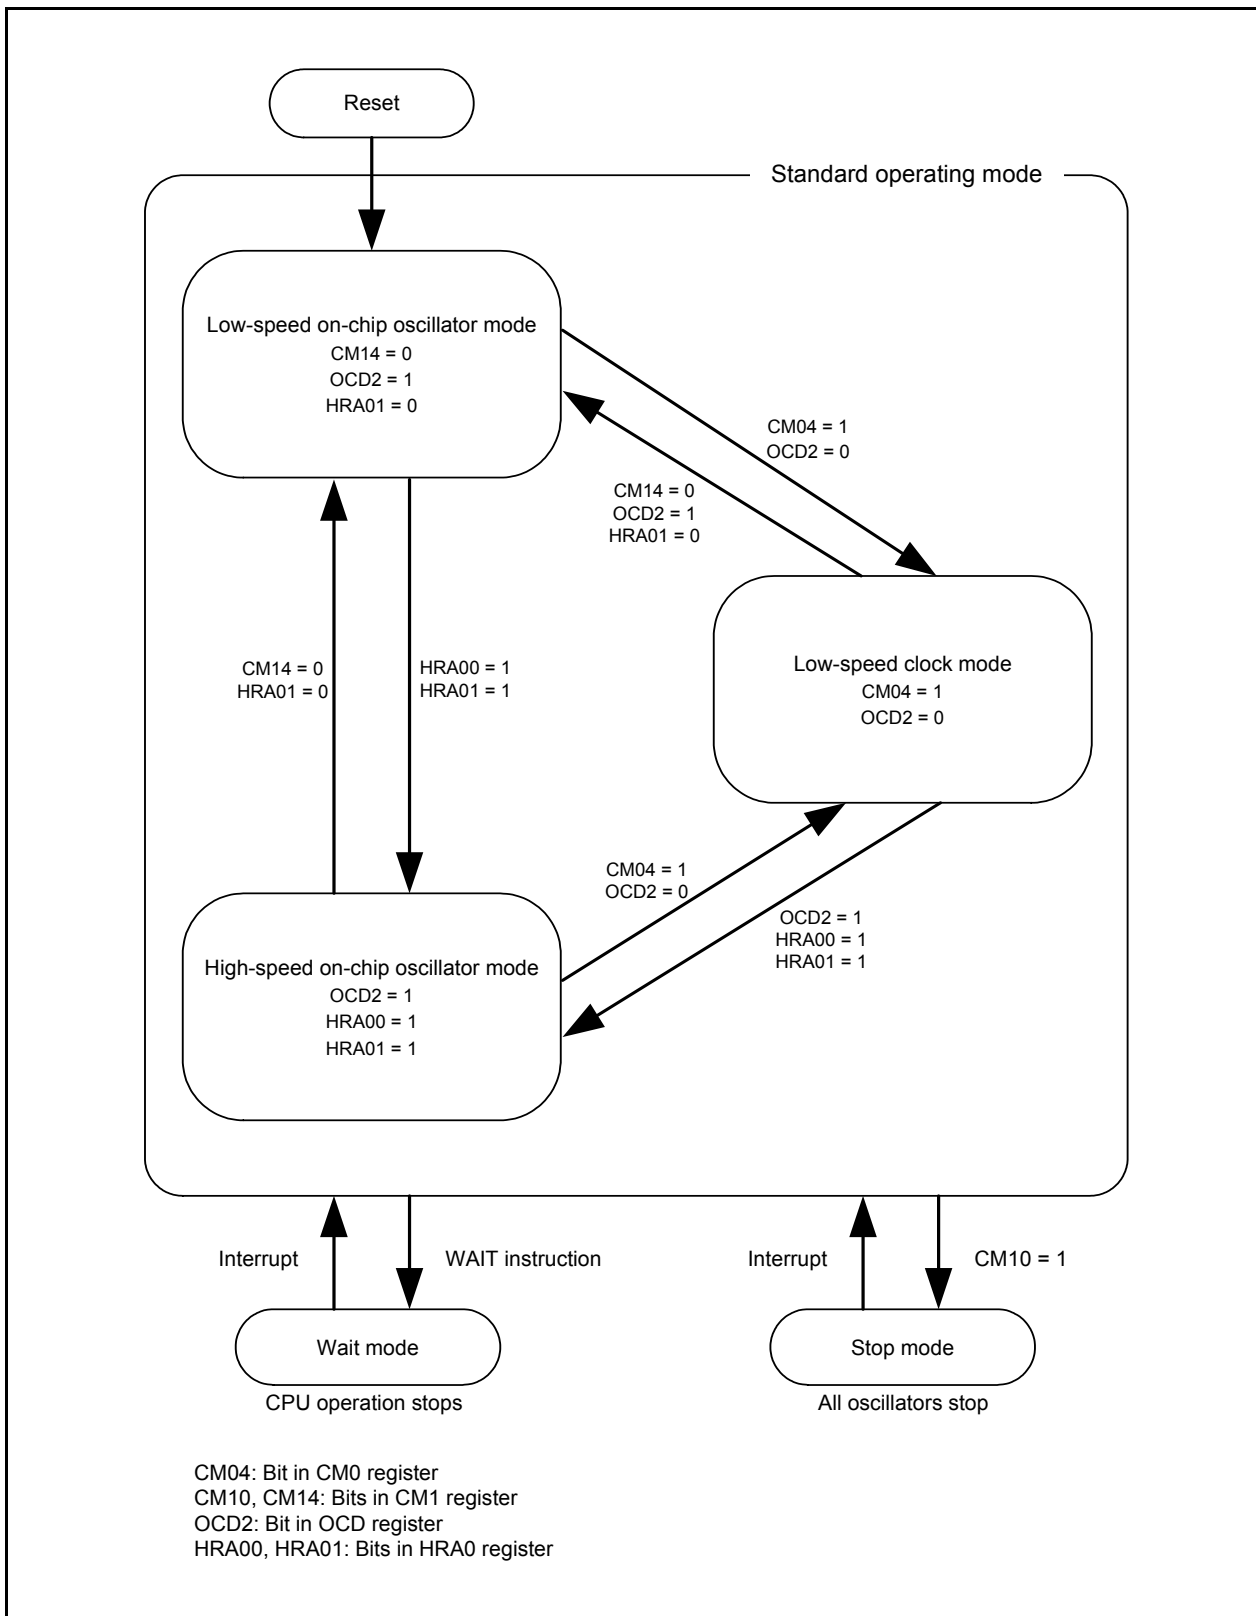 Reset
Standard operating mode
Low-speed on-chip oscillator mode
CM14 = 0
OCD2 = 1
HRA01 = 0
CM04 = 1
OCD2 = 0
CM14 = 0
OCD2 = 1
HRA01 = 0
CM14 = 0
HRA01 = 0
HRA00 = 1
HRA01 = 1
Low-speed clock mode
CM04 = 1
OCD2 = 0
CM04 = 1
OCD2 = 0
OCD2 = 1
HRA00 = 1
HRA01 = 1
High-speed on-chip oscillator mode
OCD2 = 1
HRA00 = 1
HRA01 = 1
Interrupt
WAIT instruction
Interrupt
CM10 = 1
Wait mode
Stop mode
CPU operation stops
All oscillators stop
CM04: Bit in CM0 register
CM10, CM14: Bits in CM1 register
OCD2: Bit in OCD register
HRA00, HRA01: Bits in HRA0 register